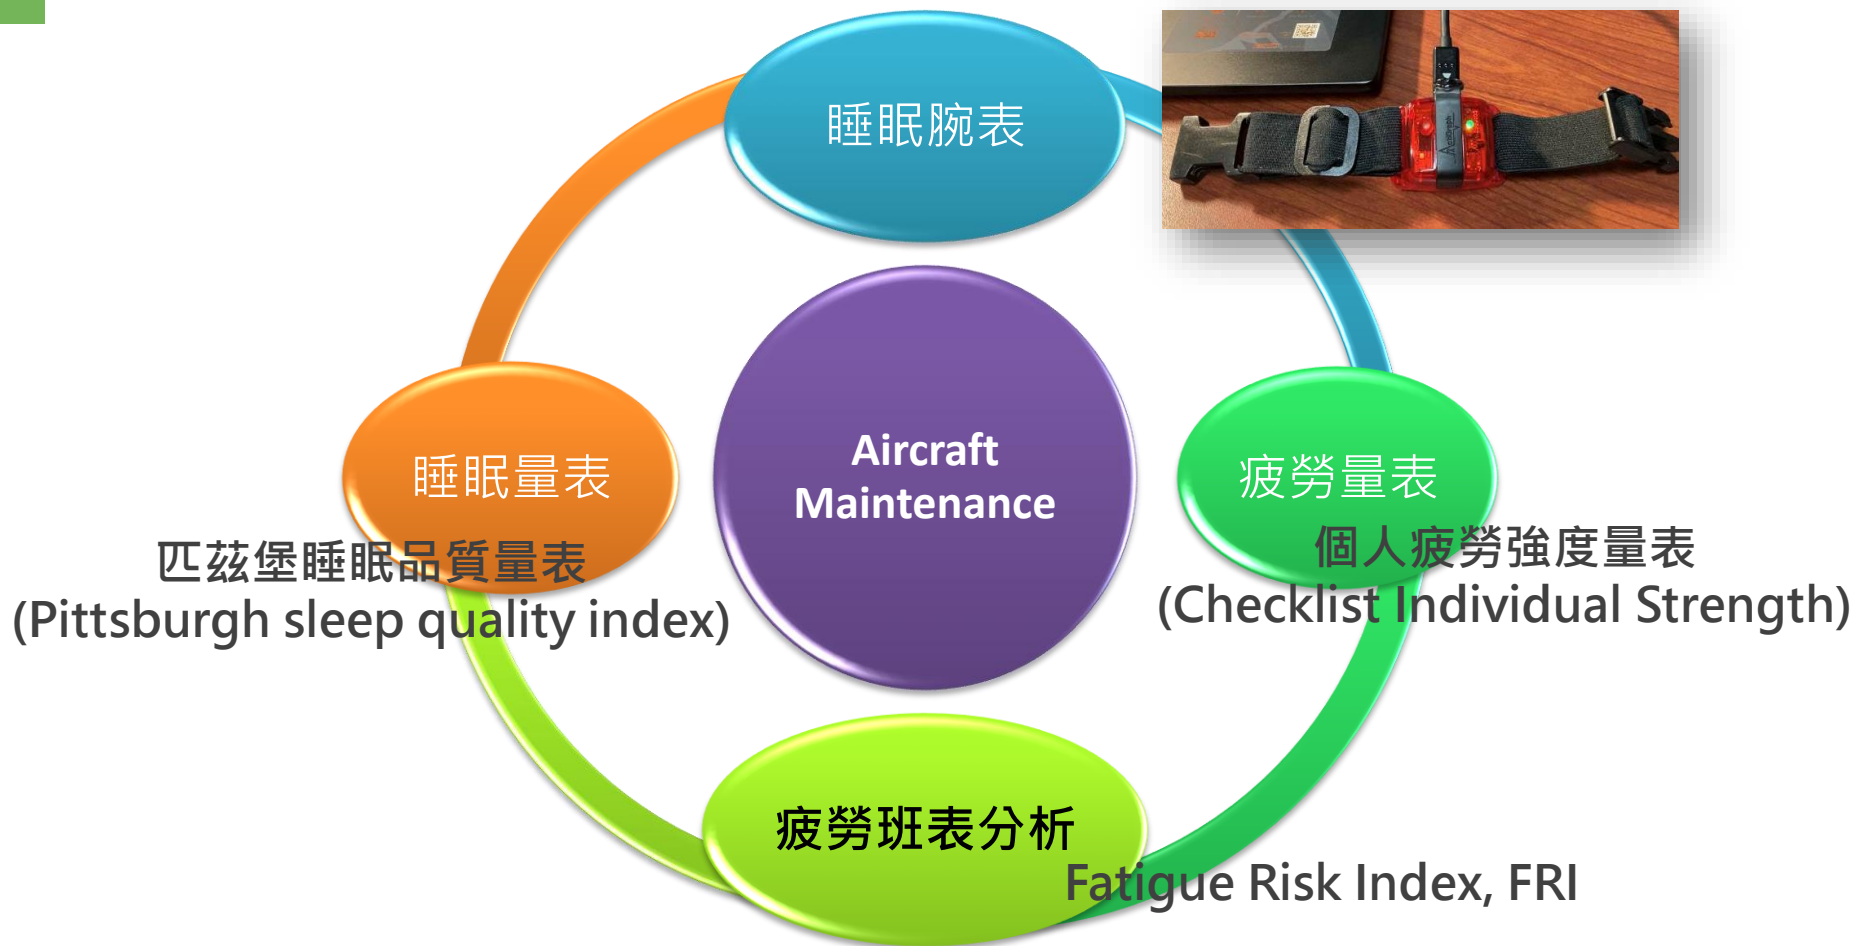 睡眠腕表
ActiGraph
Aircraft
Maintenance
睡眠量表
匹茲堡睡眠品質量表
(Pittsburgh sleep quality index)
疲勞量表
個人疲勞強度量表
(Checklist Individual Strength)
疲勞班表分析
Fatigue Risk Index, FRI